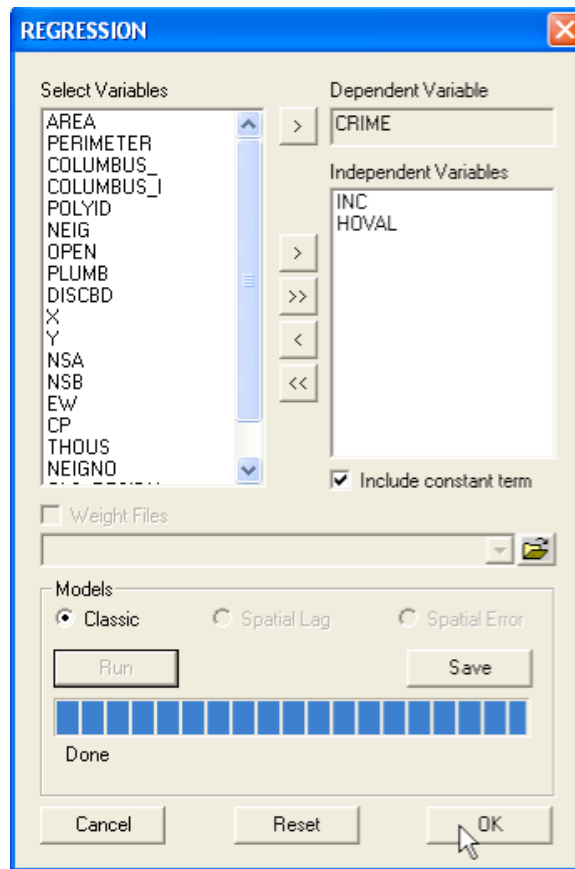 REGRESSION
Select Variables
AREA
PERIMETER
COLUMBUS_
COLUMBUS_I
POLYID
NEIG
OPEN
PLUMB
DISCBD
X
Y
NSA
NSB
EW
CP
THOUS
NEIGNO
>
>
>>
<
<<
Dependent Variable
CRIME
Independent Variables
INC
HOVAL
Include constant term
Weight Files
Models
Classic Spatial Lag Spatial Error
Run Save
Done
Cancel Reset OK